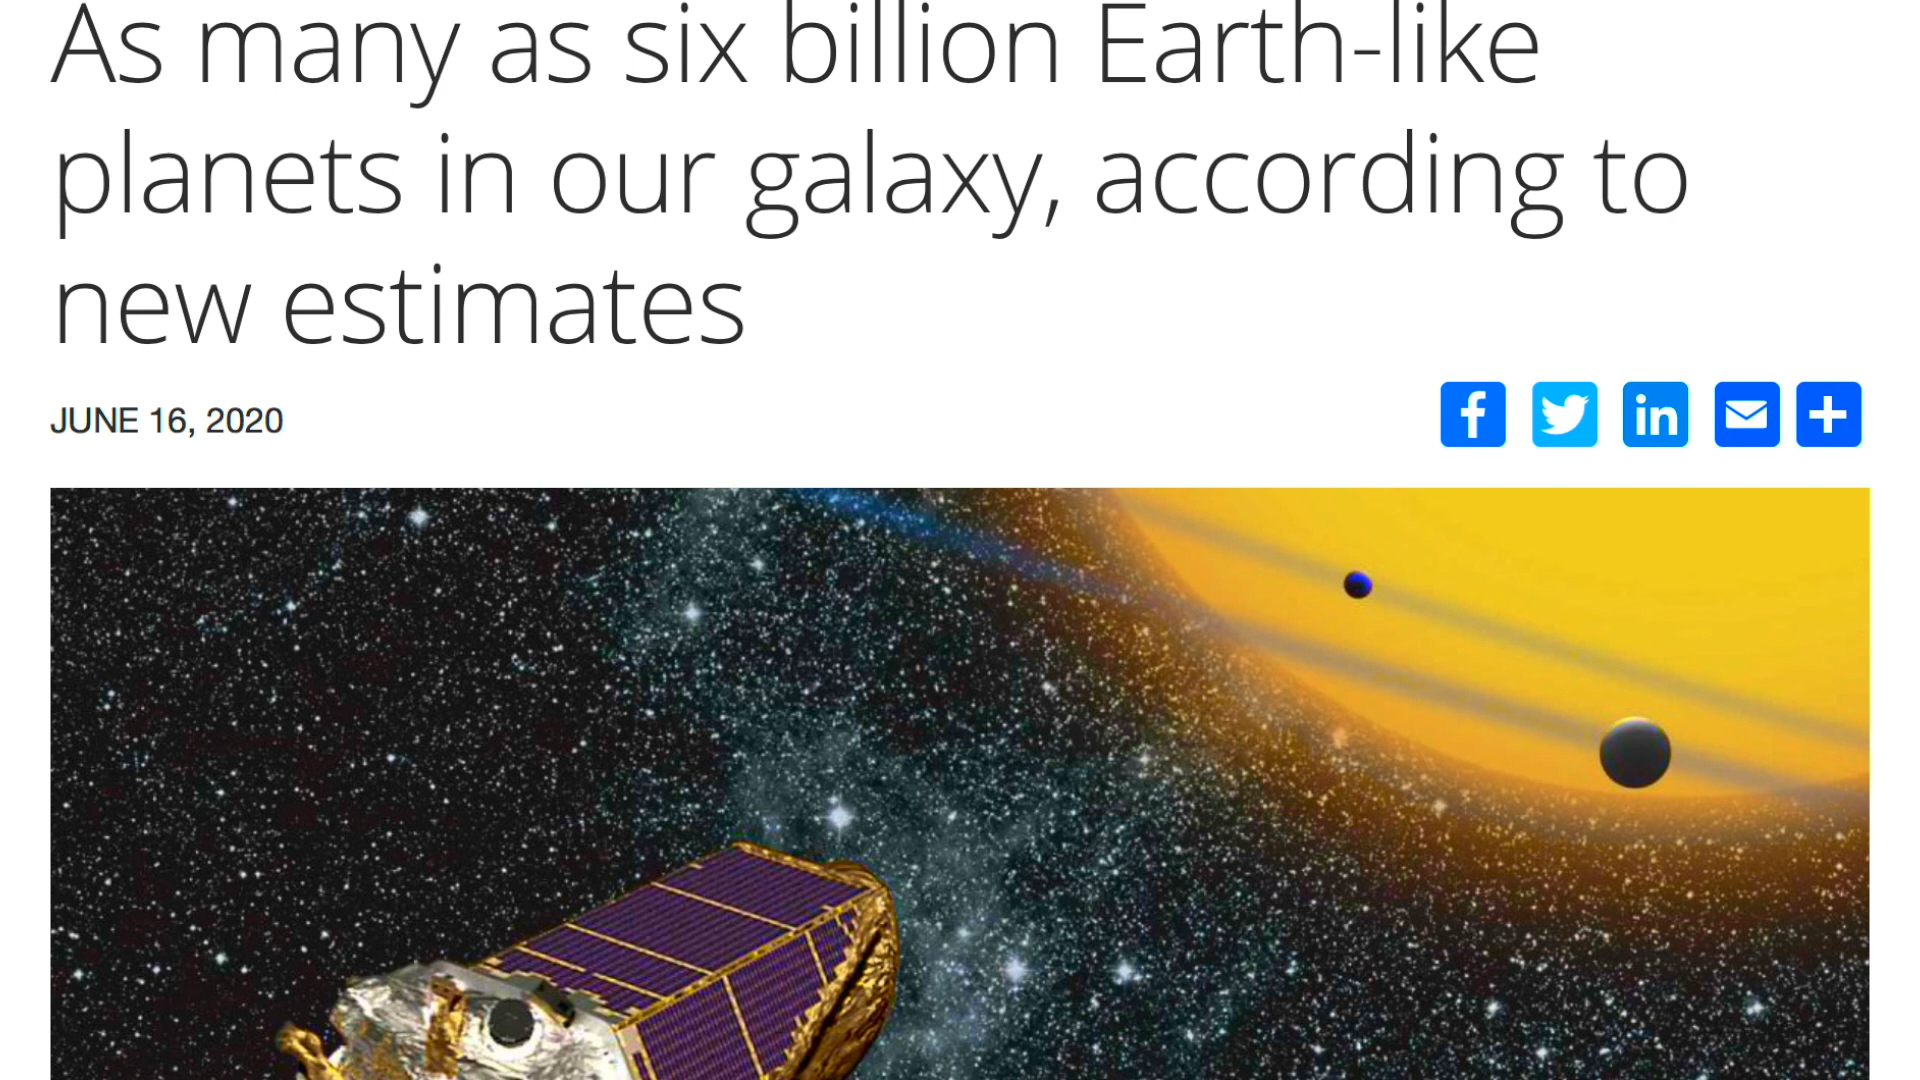 As many as six billion Earth-like
planets in our galaxy, according to
new estimates
JUNE 16, 2020